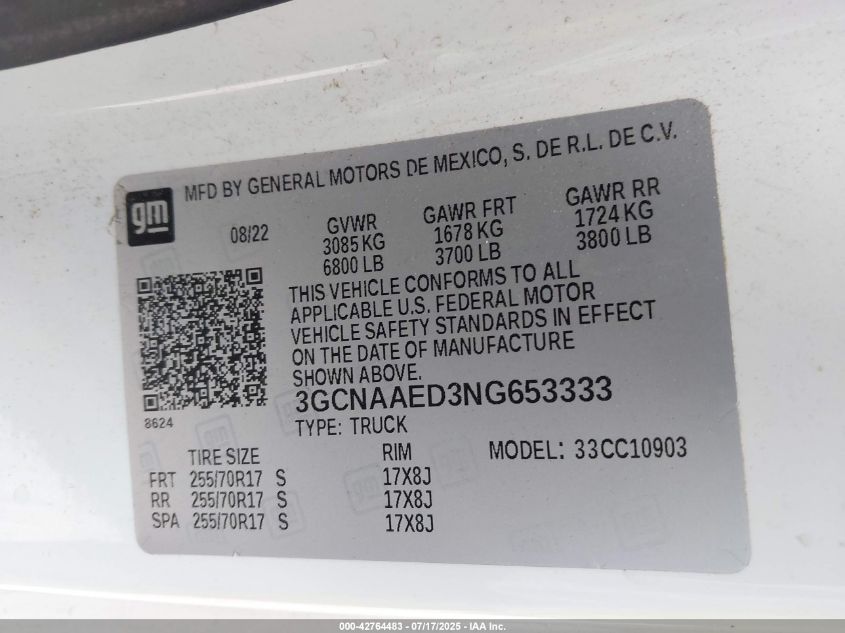 gm
MFD BY GENERAL MOTORS DE MEXICO, S. DE R.L. DE C.V.
08/22
GVWR
3085 KG
6800 LB
GAWR FRT
1678 KG
3700 LB
GAWR RR
1724 KG
3800 LB
THIS VEHICLE CONFORMS TO ALL
APPLICABLE U.S. FEDERAL MOTOR
VEHICLE SAFETY STANDARDS IN EFFECT
ON THE DATE OF MANUFACTURE
SHOWN ABOVE.
3GCNAAED3NG653333
TYPE: TRUCK
8624
TIRE SIZE RIM MODEL: 33CC10903
FRT 255/70R17 S 17X8J
RR 255/70R17 S 17X8J
SPA 255/70R17 S 17X8J
000-42764483 - 07/17/2025 - IAA Inc.